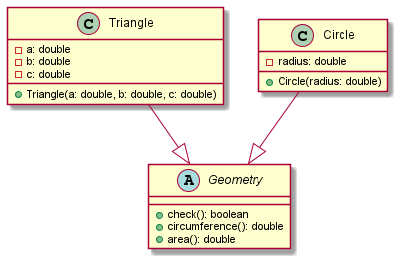 C Triangle
a: double
b: double
c: double
Triangle(a: double, b: double, c: double)
C Circle
radius: double
Circle(radius: double)
A Geometry
check(): boolean
circumference(): double
area(): double